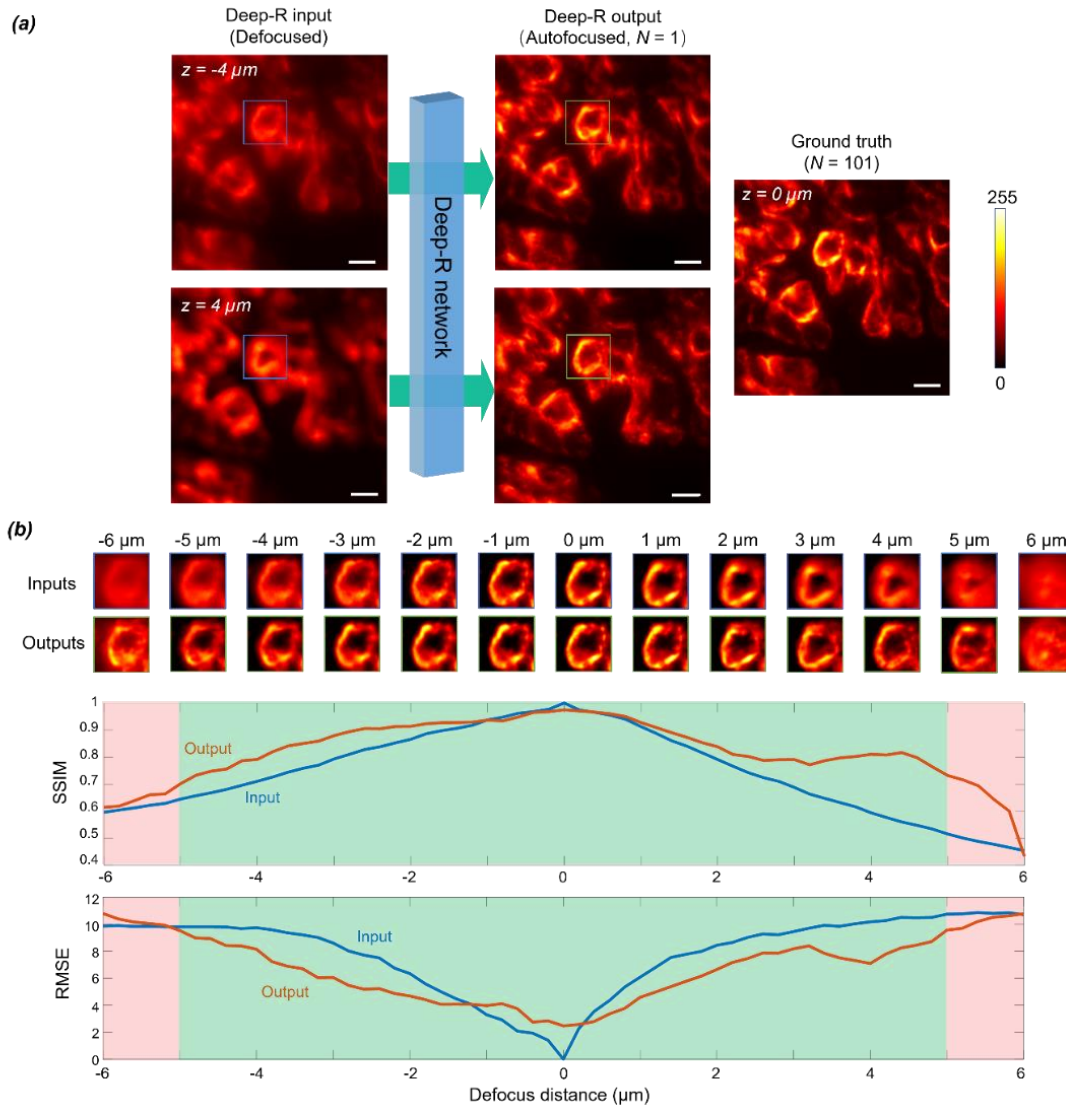 (a)
Deep-R input
(Defocused)
Deep-R output
(Autofocused, N = 1)
z = -4 µm
Ground truth
(N = 101)
z = 0 µm
255
0
Deep-R network
z = 4 µm
(b)
-6 µm -5 µm -4 µm -3 µm -2 µm -1 µm 0 µm 1 µm 2 µm 3 µm 4 µm 5 µm 6 µm
Inputs
Outputs
1
0.9
0.8
0.7
0.6
0.5
0.4
SSIM
Output
Input
-6 -4 -2 0 2 4 6
12
10
8
6
4
2
0
RMSE
Input
Output
-6 -4 -2 0 2 4 6
Defocus distance (µm)